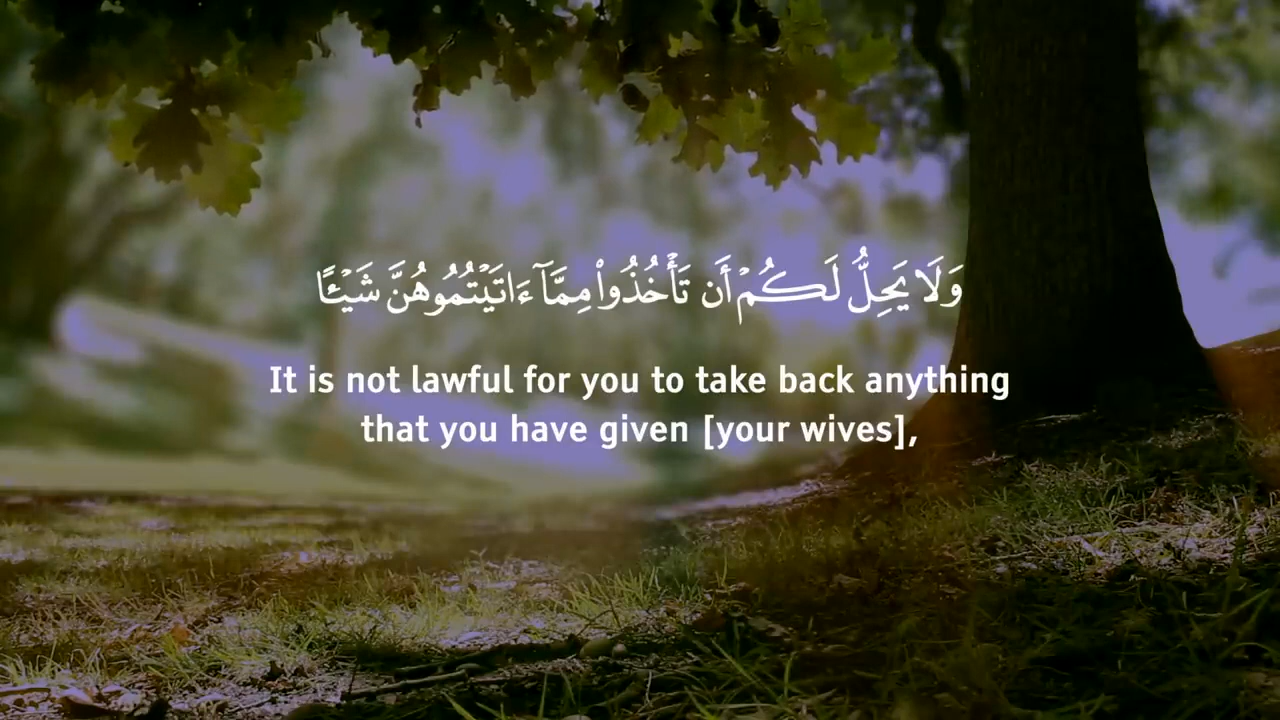 وَلَا يَحِلُّ لَكُمۡ أَن تَأۡخُذُواْ مِمَّآ ءَاتَيۡتُمُوهُنَّ شَيۡـًٔا
It is not lawful for you to take back anything
that you have given [your wives],